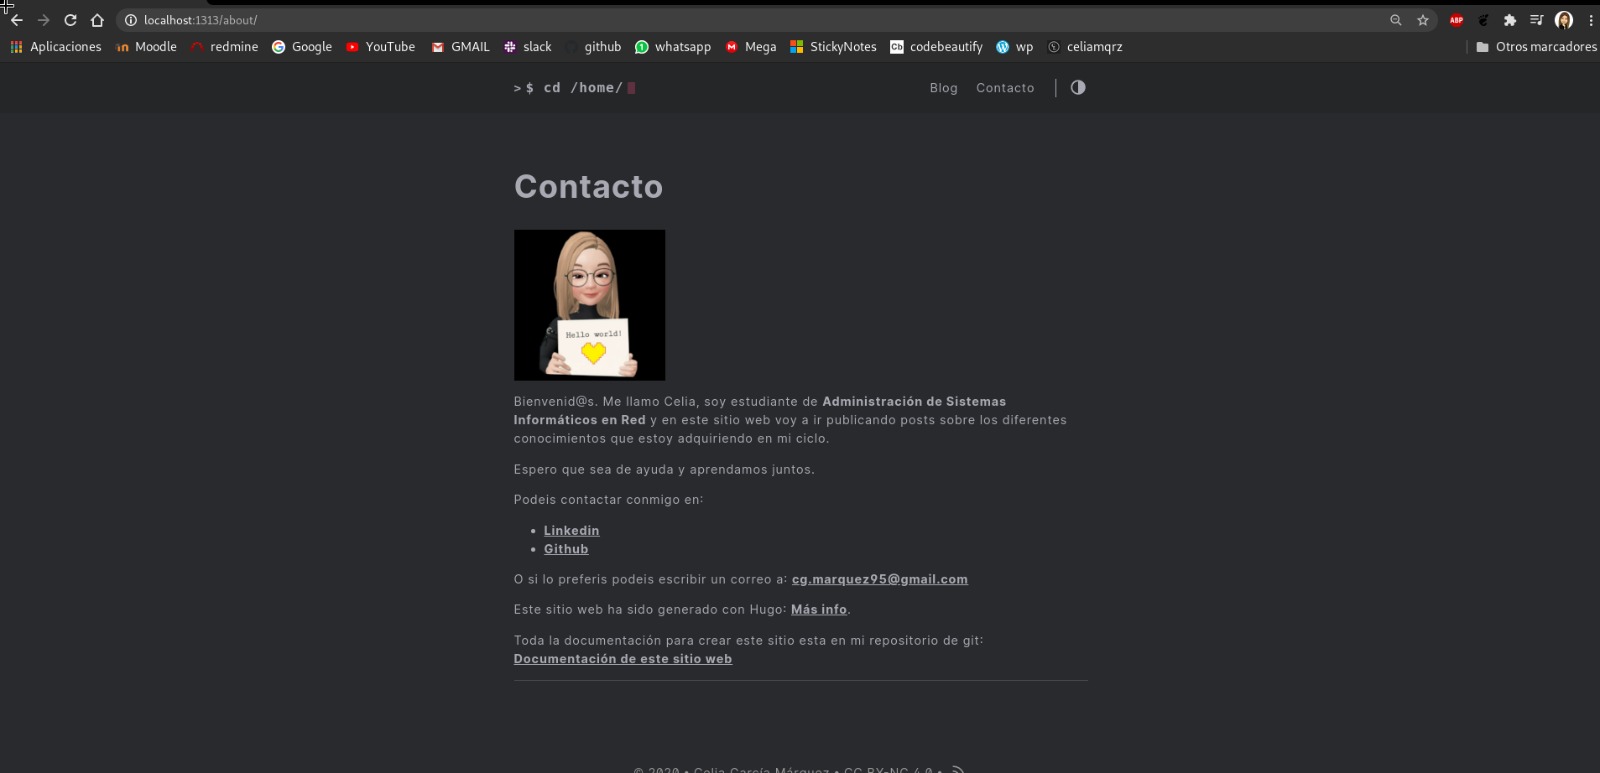 localhost:1313/about/
ABP
Aplicaciones Moodle redmine Google YouTube GMAIL slack github whatsapp Mega StickyNotes Cb codebeautify wp celiamqrz Otros marcadores
> $ cd /home/ Blog Contacto
Contacto
Hello world!
Bienvenid@s. Me llamo Celia, soy estudiante de Administración de Sistemas
Informáticos en Red y en este sitio web voy a ir publicando posts sobre los diferentes
conocimientos que estoy adquiriendo en mi ciclo.
Espero que sea de ayuda y aprendamos juntos.
Podeis contactar conmigo en:
• Linkedin
• Github
O si lo preferis podeis escribir un correo a: cg.marquez95@gmail.com
Este sitio web ha sido generado con Hugo: Más info.
Toda la documentación para crear este sitio esta en mi repositorio de git:
Documentación de este sitio web
© 2020 • Celia García Márquez • CC BY-NC 4.0 •